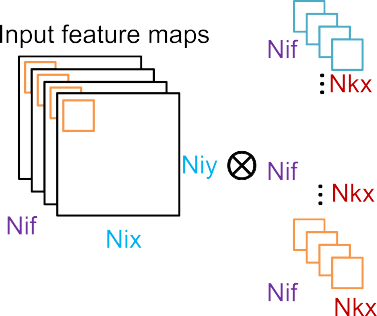 Input feature maps
Nif
Nkx
Niy
Nif
Nkx
Nif
Nix
Nif
Nkx